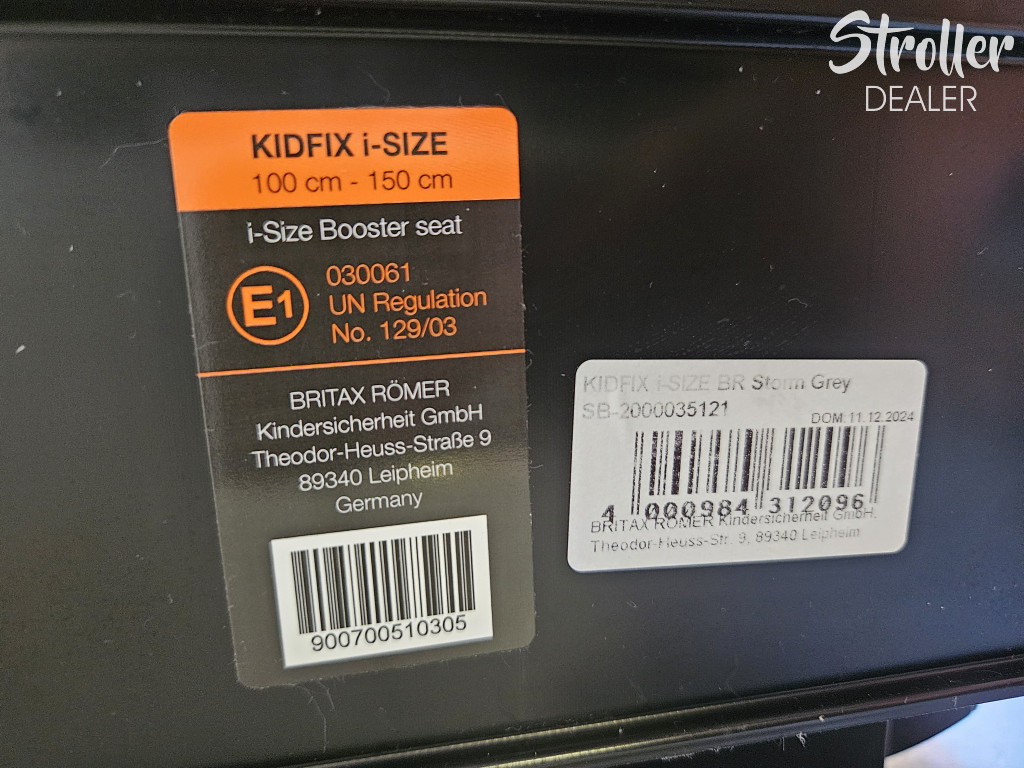 Stroller
DEALER
KIDFIX i-SIZE
100 cm - 150 cm
i-Size Booster seat
E1
030061
UN Regulation
No. 129/03
BRITAX RÖMER
Kindersicherheit GmbH
Theodor-Heuss-Straße 9
89340 Leipheim
Germany
900700510305
KIDFIX i-SIZE BR Storm Grey
SB-2000035121
DOM: 11.12.2024
4 000984 312096
BRITAX RÖMER Kindersicherheit GmbH.
Theodor-Heuss-Str. 9, 89340 Leipheim